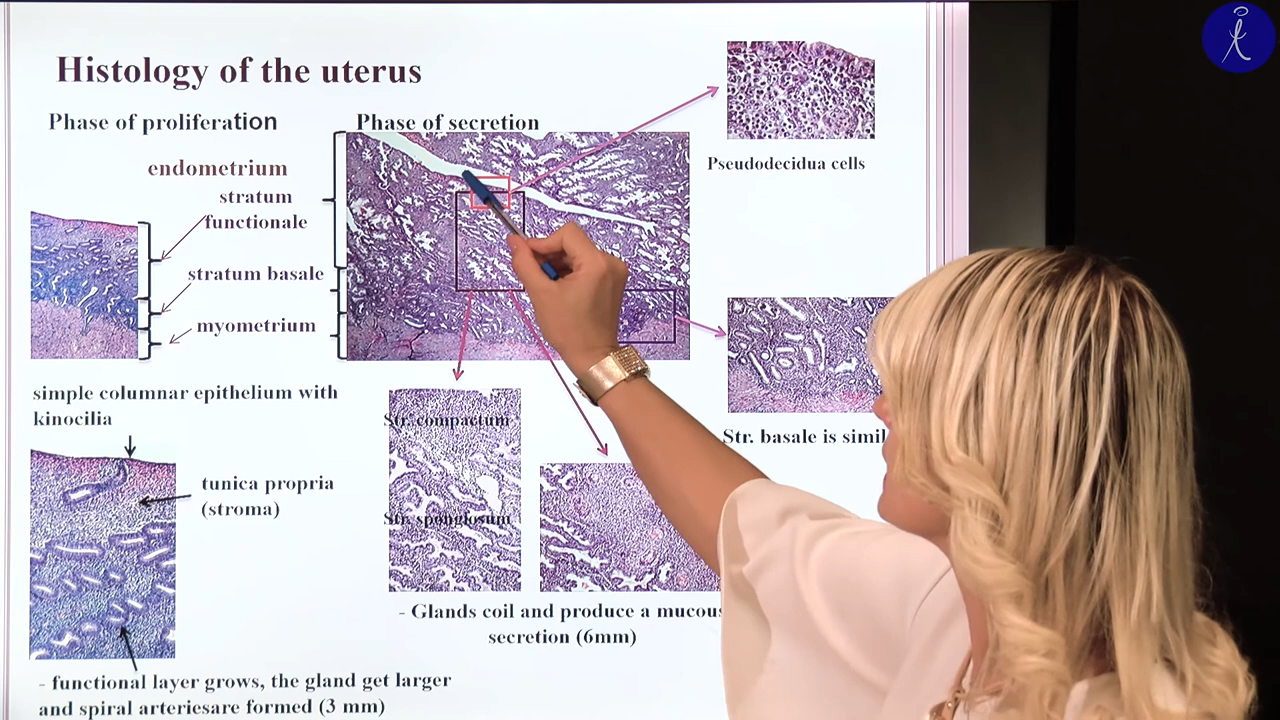 Histology of the uterus
Phase of proliferation
Phase of secretion
endometrium
stratum
functionale
stratum basale
myometrium
Pseudodecidua cells
simple columnar epithelium with
kinocilia
tunica propria
(stroma)
Str. compactum
Str. spongiosum
Str. basale is simil
- Glands coil and produce a mucous
secretion (6mm)
- functional layer grows, the gland get larger
and spiral arteriesare formed (3 mm)